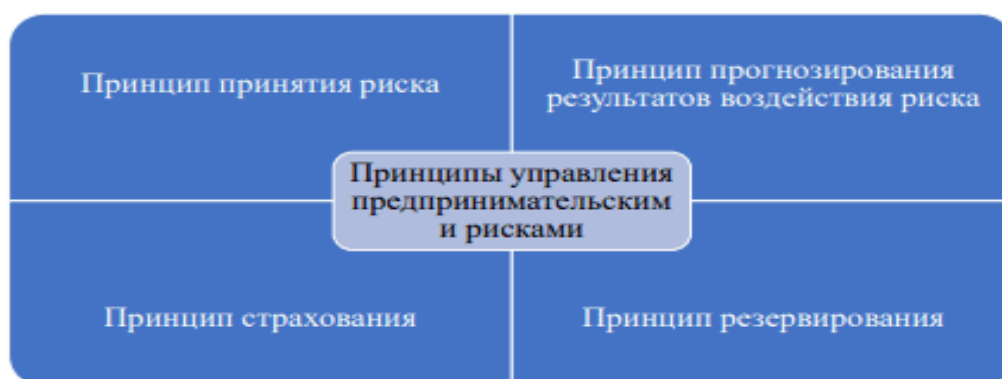 Принцип принятия риска
Принцип прогнозирования
результатов воздействия риска
Принципы управления
предпринимательским
и рисками
Принцип страхования
Принцип резервирования